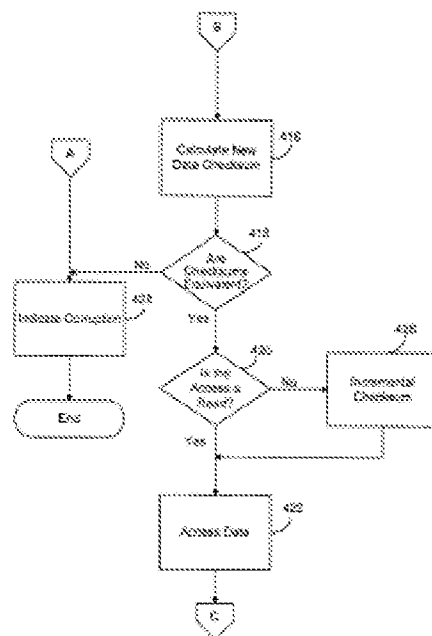 B
Calculate New
Data Checksum
416
A
Are
Checksums
Equivalent?
418
No
Indicate Corruption
Yes
Is the
Access a
Read?
420
No
Incremental
Checksum
End
Yes
Access Data
422
C